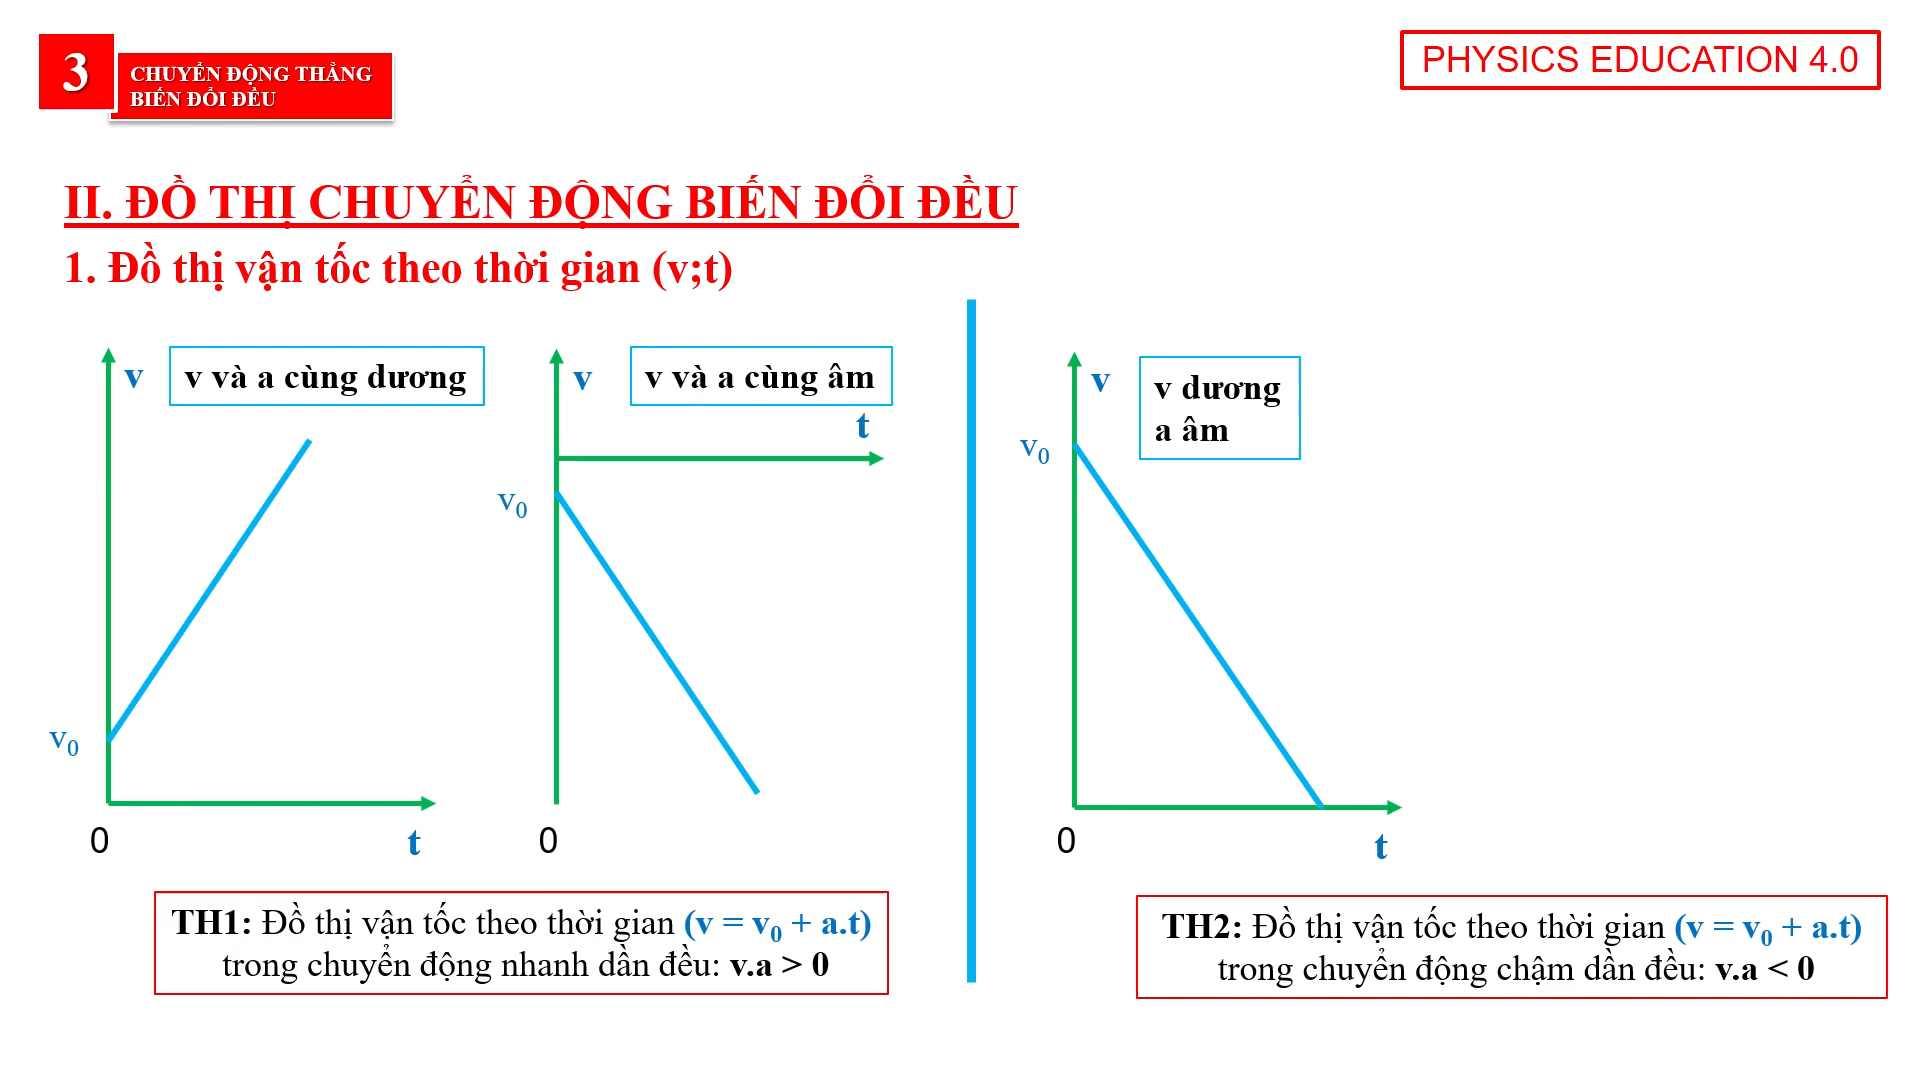 3
CHUYỂN ĐỘNG THẲNG
BIẾN ĐỔI ĐỀU
PHYSICS EDUCATION 4.0
II. ĐỒ THỊ CHUYỂN ĐỘNG BIẾN ĐỔI ĐỀU
1. Đồ thị vận tốc theo thời gian (v;t)
v
v và a cùng dương
v₀
0
t
v
v và a cùng âm
t
v₀
0
v
v dương
a âm
v₀
0
t
TH1: Đồ thị vận tốc theo thời gian (v = v₀ + a.t)
trong chuyển động nhanh dần đều: v.a > 0
TH2: Đồ thị vận tốc theo thời gian (v = v₀ + a.t)
trong chuyển động chậm dần đều: v.a < 0